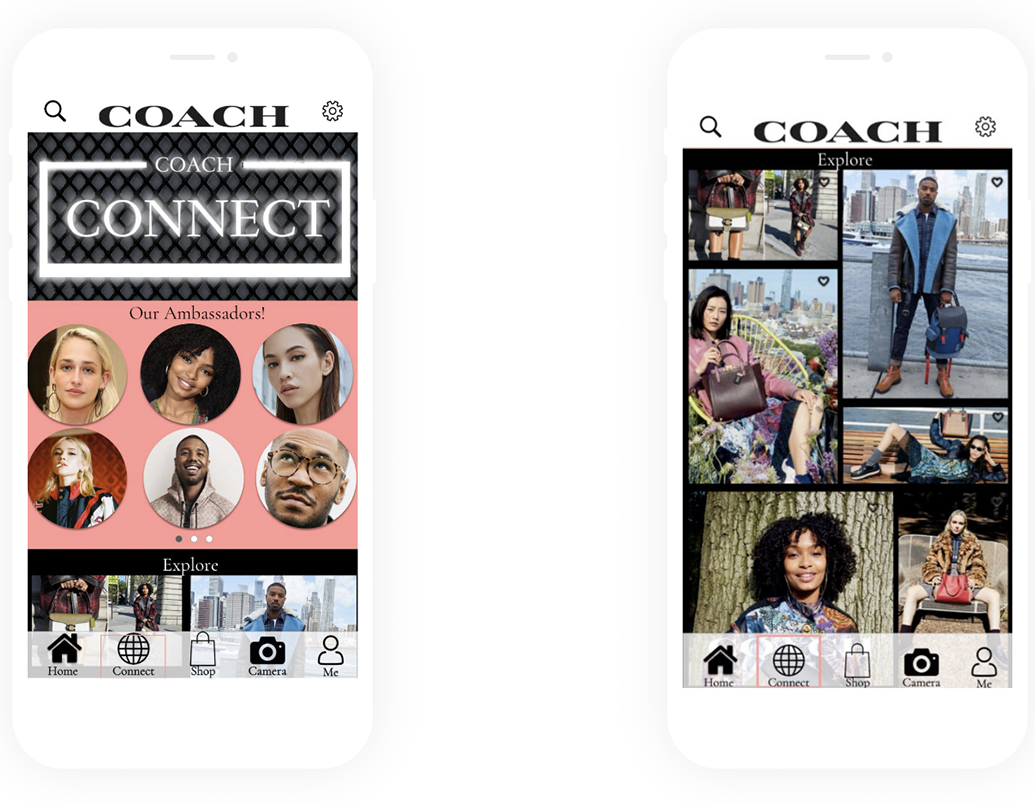 COACH
COACH
CONNECT
Our Ambassadors!
Explore
Home Connect Shop Camera Me
COACH
Explore
Home Connect Shop Camera Me